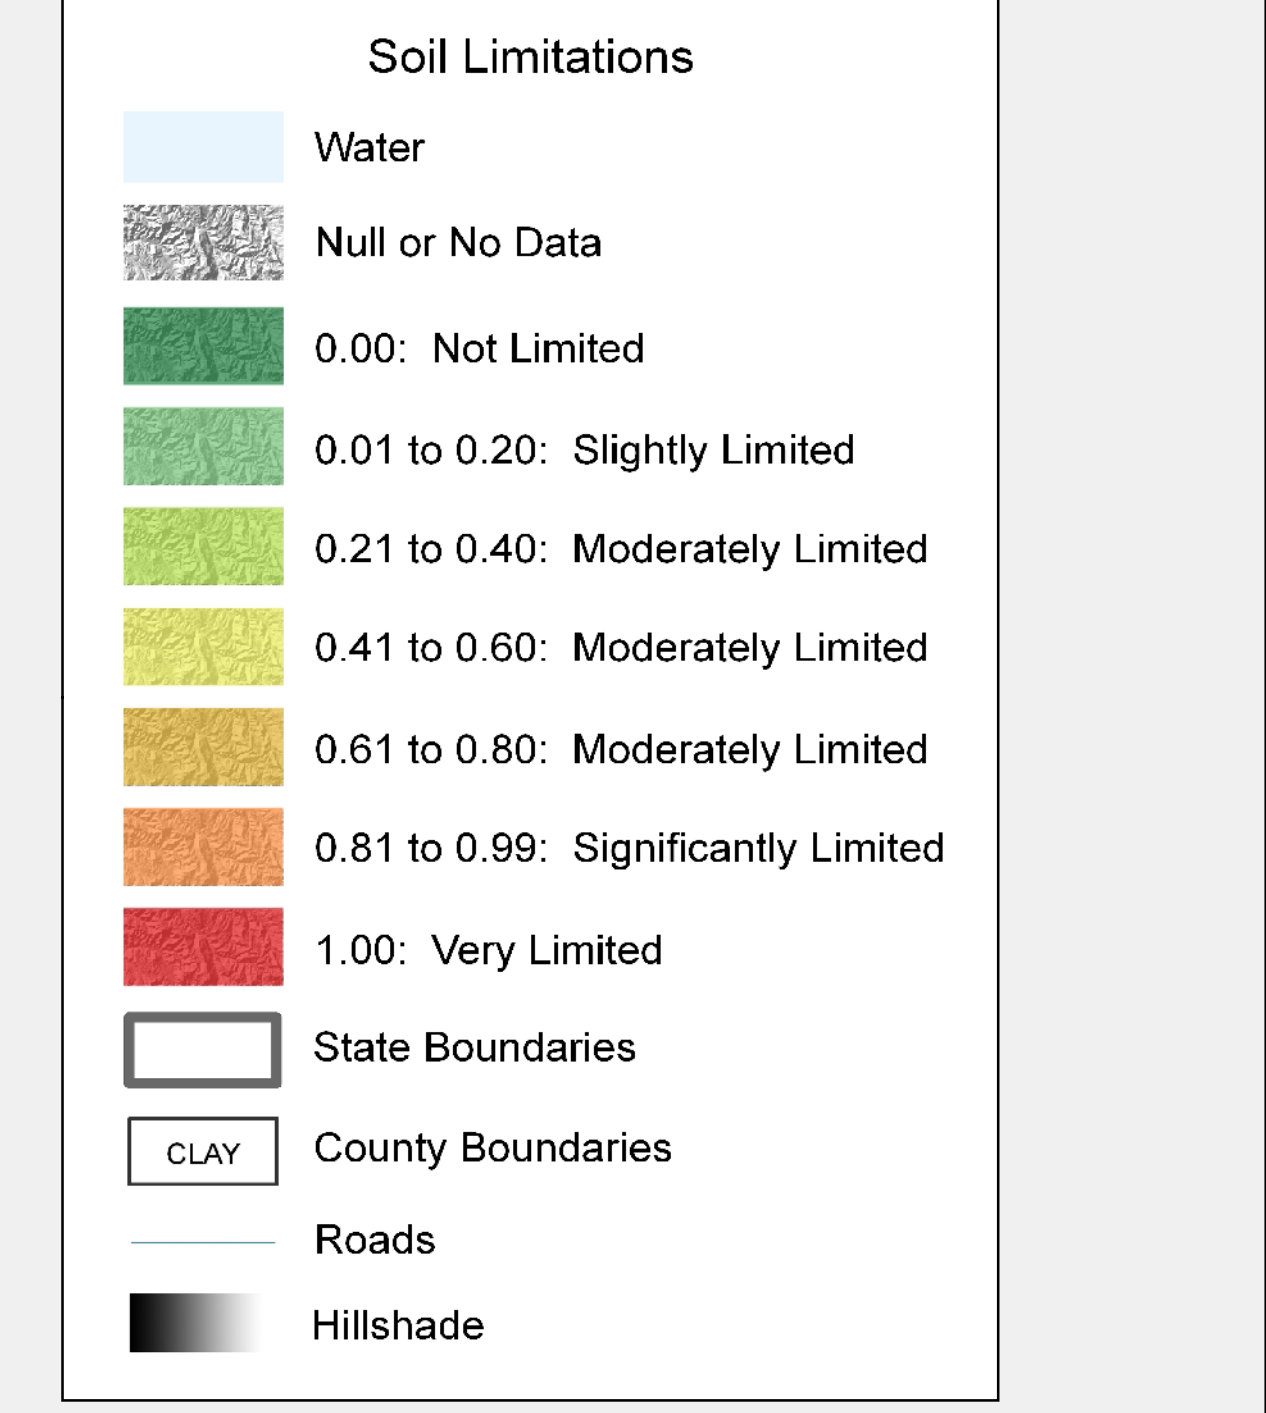 Soil Limitations
Water
Null or No Data
0.00:  Not Limited
0.01 to 0.20:  Slightly Limited
0.21 to 0.40:  Moderately Limited
0.41 to 0.60:  Moderately Limited
0.61 to 0.80:  Moderately Limited
0.81 to 0.99:  Significantly Limited
1.00:  Very Limited
State Boundaries
CLAY County Boundaries
Roads
Hillshade